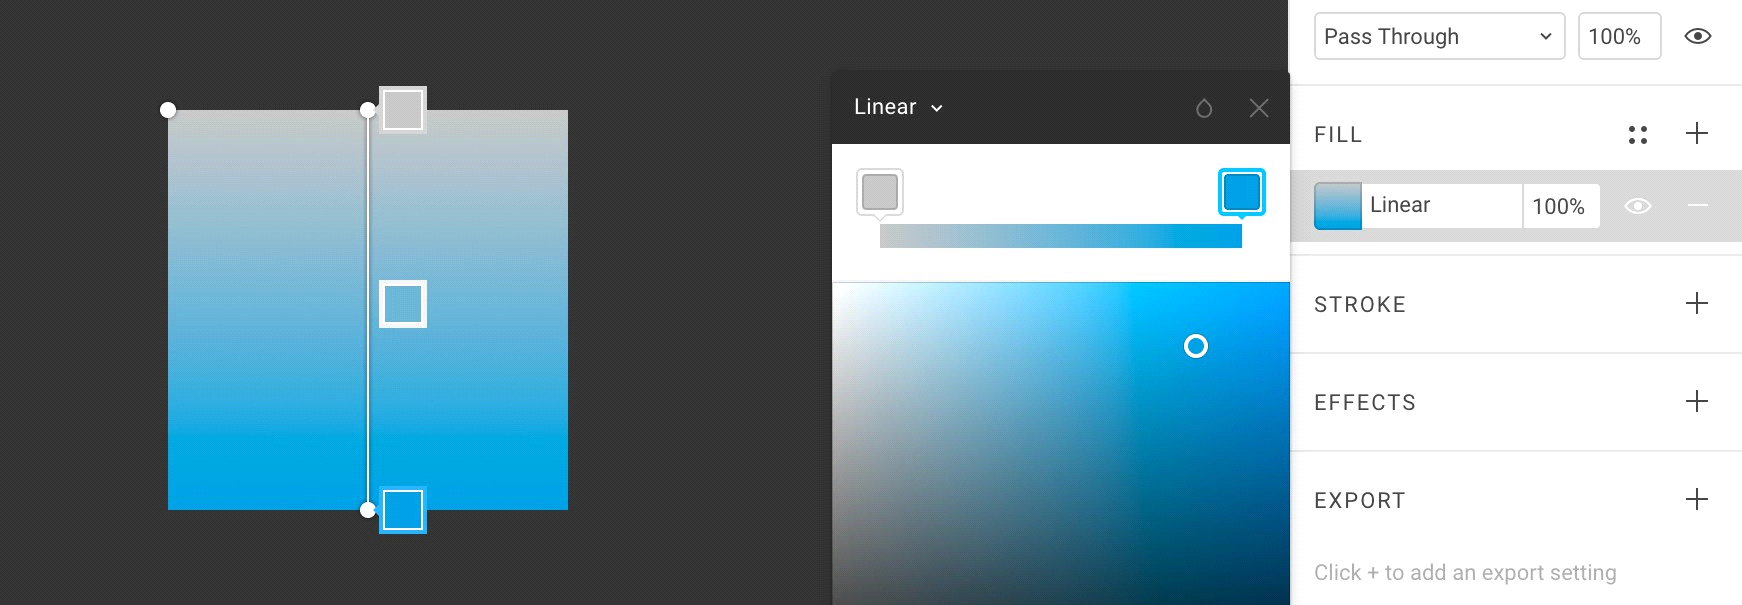 Pass Through
100%
Linear
FILL
Linear
100%
STROKE
EFFECTS
EXPORT
Click + to add an export setting